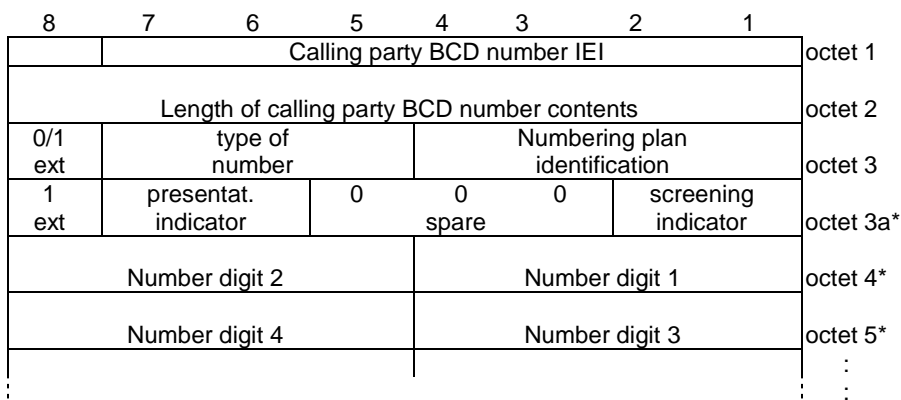 8 7 6 5 4 3 2 1
Calling party BCD number IEI octet 1
Length of calling party BCD number contents octet 2
0/1 type of Numbering plan
ext number identification octet 3
1 presentat. 0 0 0 screening
ext indicator spare indicator octet 3a*
Number digit 2 Number digit 1 octet 4*
Number digit 4 Number digit 3 octet 5*
:
: